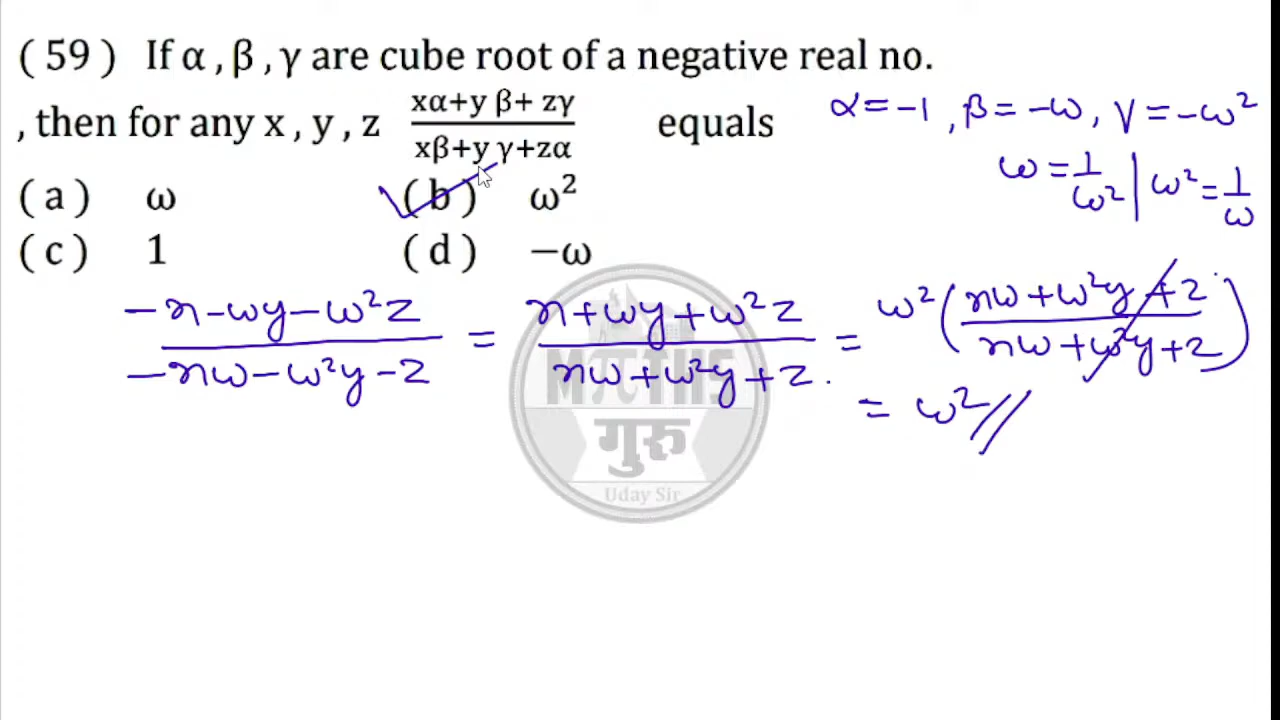 ( 59 ) If α , β , γ are cube root of a negative real no.
, then for any x , y , z (xα+y β+ zγ)/(xβ+y γ+zα) equals
α = -1 , β = -ω, γ = -ω²
ω = 1/ω² | ω² = 1/ω
( a ) ω ( b ) ω²
( c ) 1 ( d ) −ω
(-x-ωy-ω²z)/(-xω-ω²y-z) = (x+ωy+ω²z)/(xω+ω²y+z) = ω²((xω+ω²y+z)/(xω+ω²y+z))
= ω²//
MπTHS
गुरु
Uday Sir